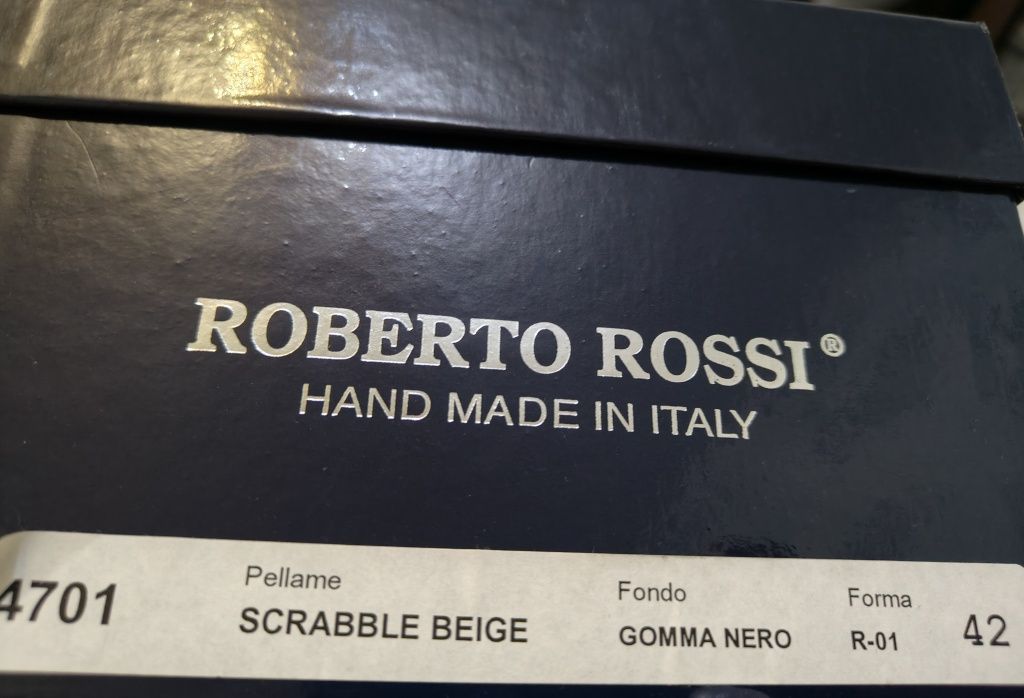 ROBERTO ROSSI®
HAND MADE IN ITALY
Pellame Fondo Forma
4701 SCRABBLE BEIGE GOMMA NERO R-01 42